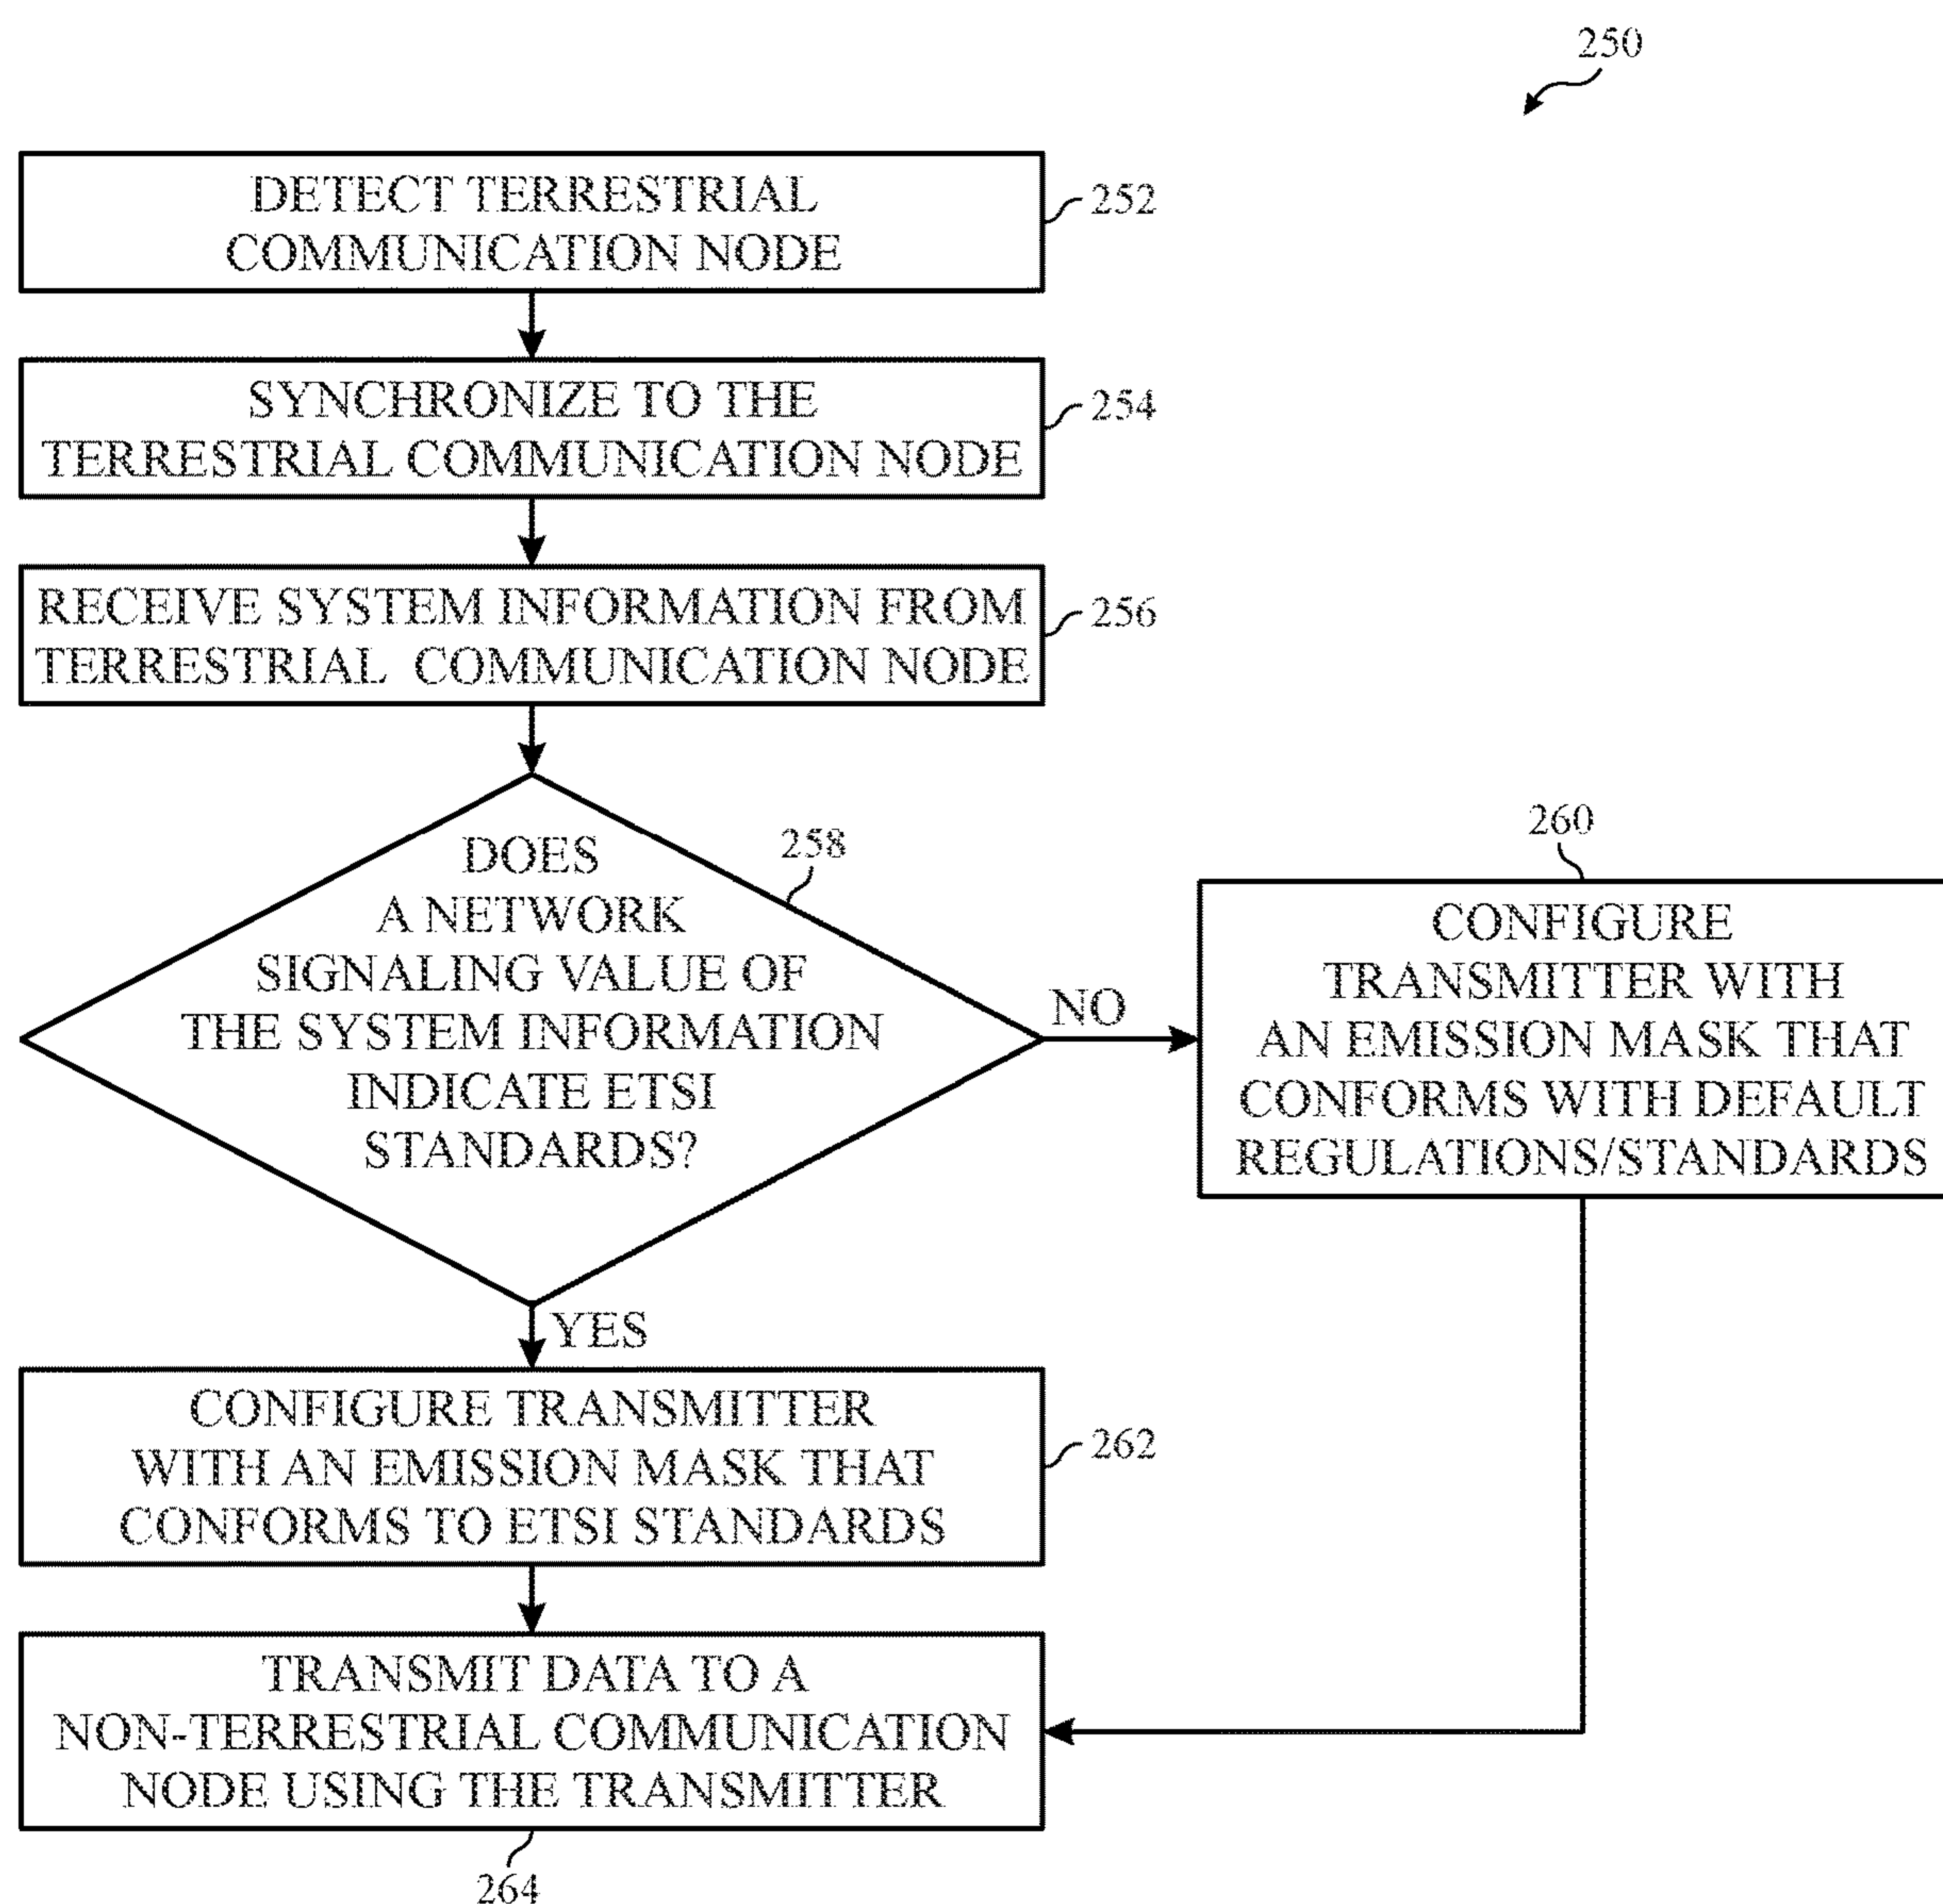 250
DETECT TERRESTRIAL
COMMUNICATION NODE
252
SYNCHRONIZE TO THE
TERRESTRIAL COMMUNICATION NODE
254
RECEIVE SYSTEM INFORMATION FROM
TERRESTRIAL COMMUNICATION NODE
256
DOES
A NETWORK
SIGNALING VALUE OF
THE SYSTEM INFORMATION
INDICATE ETSI
STANDARDS?
258
NO
260
CONFIGURE
TRANSMITTER WITH
AN EMISSION MASK THAT
CONFORMS WITH DEFAULT
REGULATIONS/STANDARDS
YES
CONFIGURE TRANSMITTER
WITH AN EMISSION MASK THAT
CONFORMS TO ETSI STANDARDS
262
TRANSMIT DATA TO A
NON-TERRESTRIAL COMMUNICATION
NODE USING THE TRANSMITTER
264